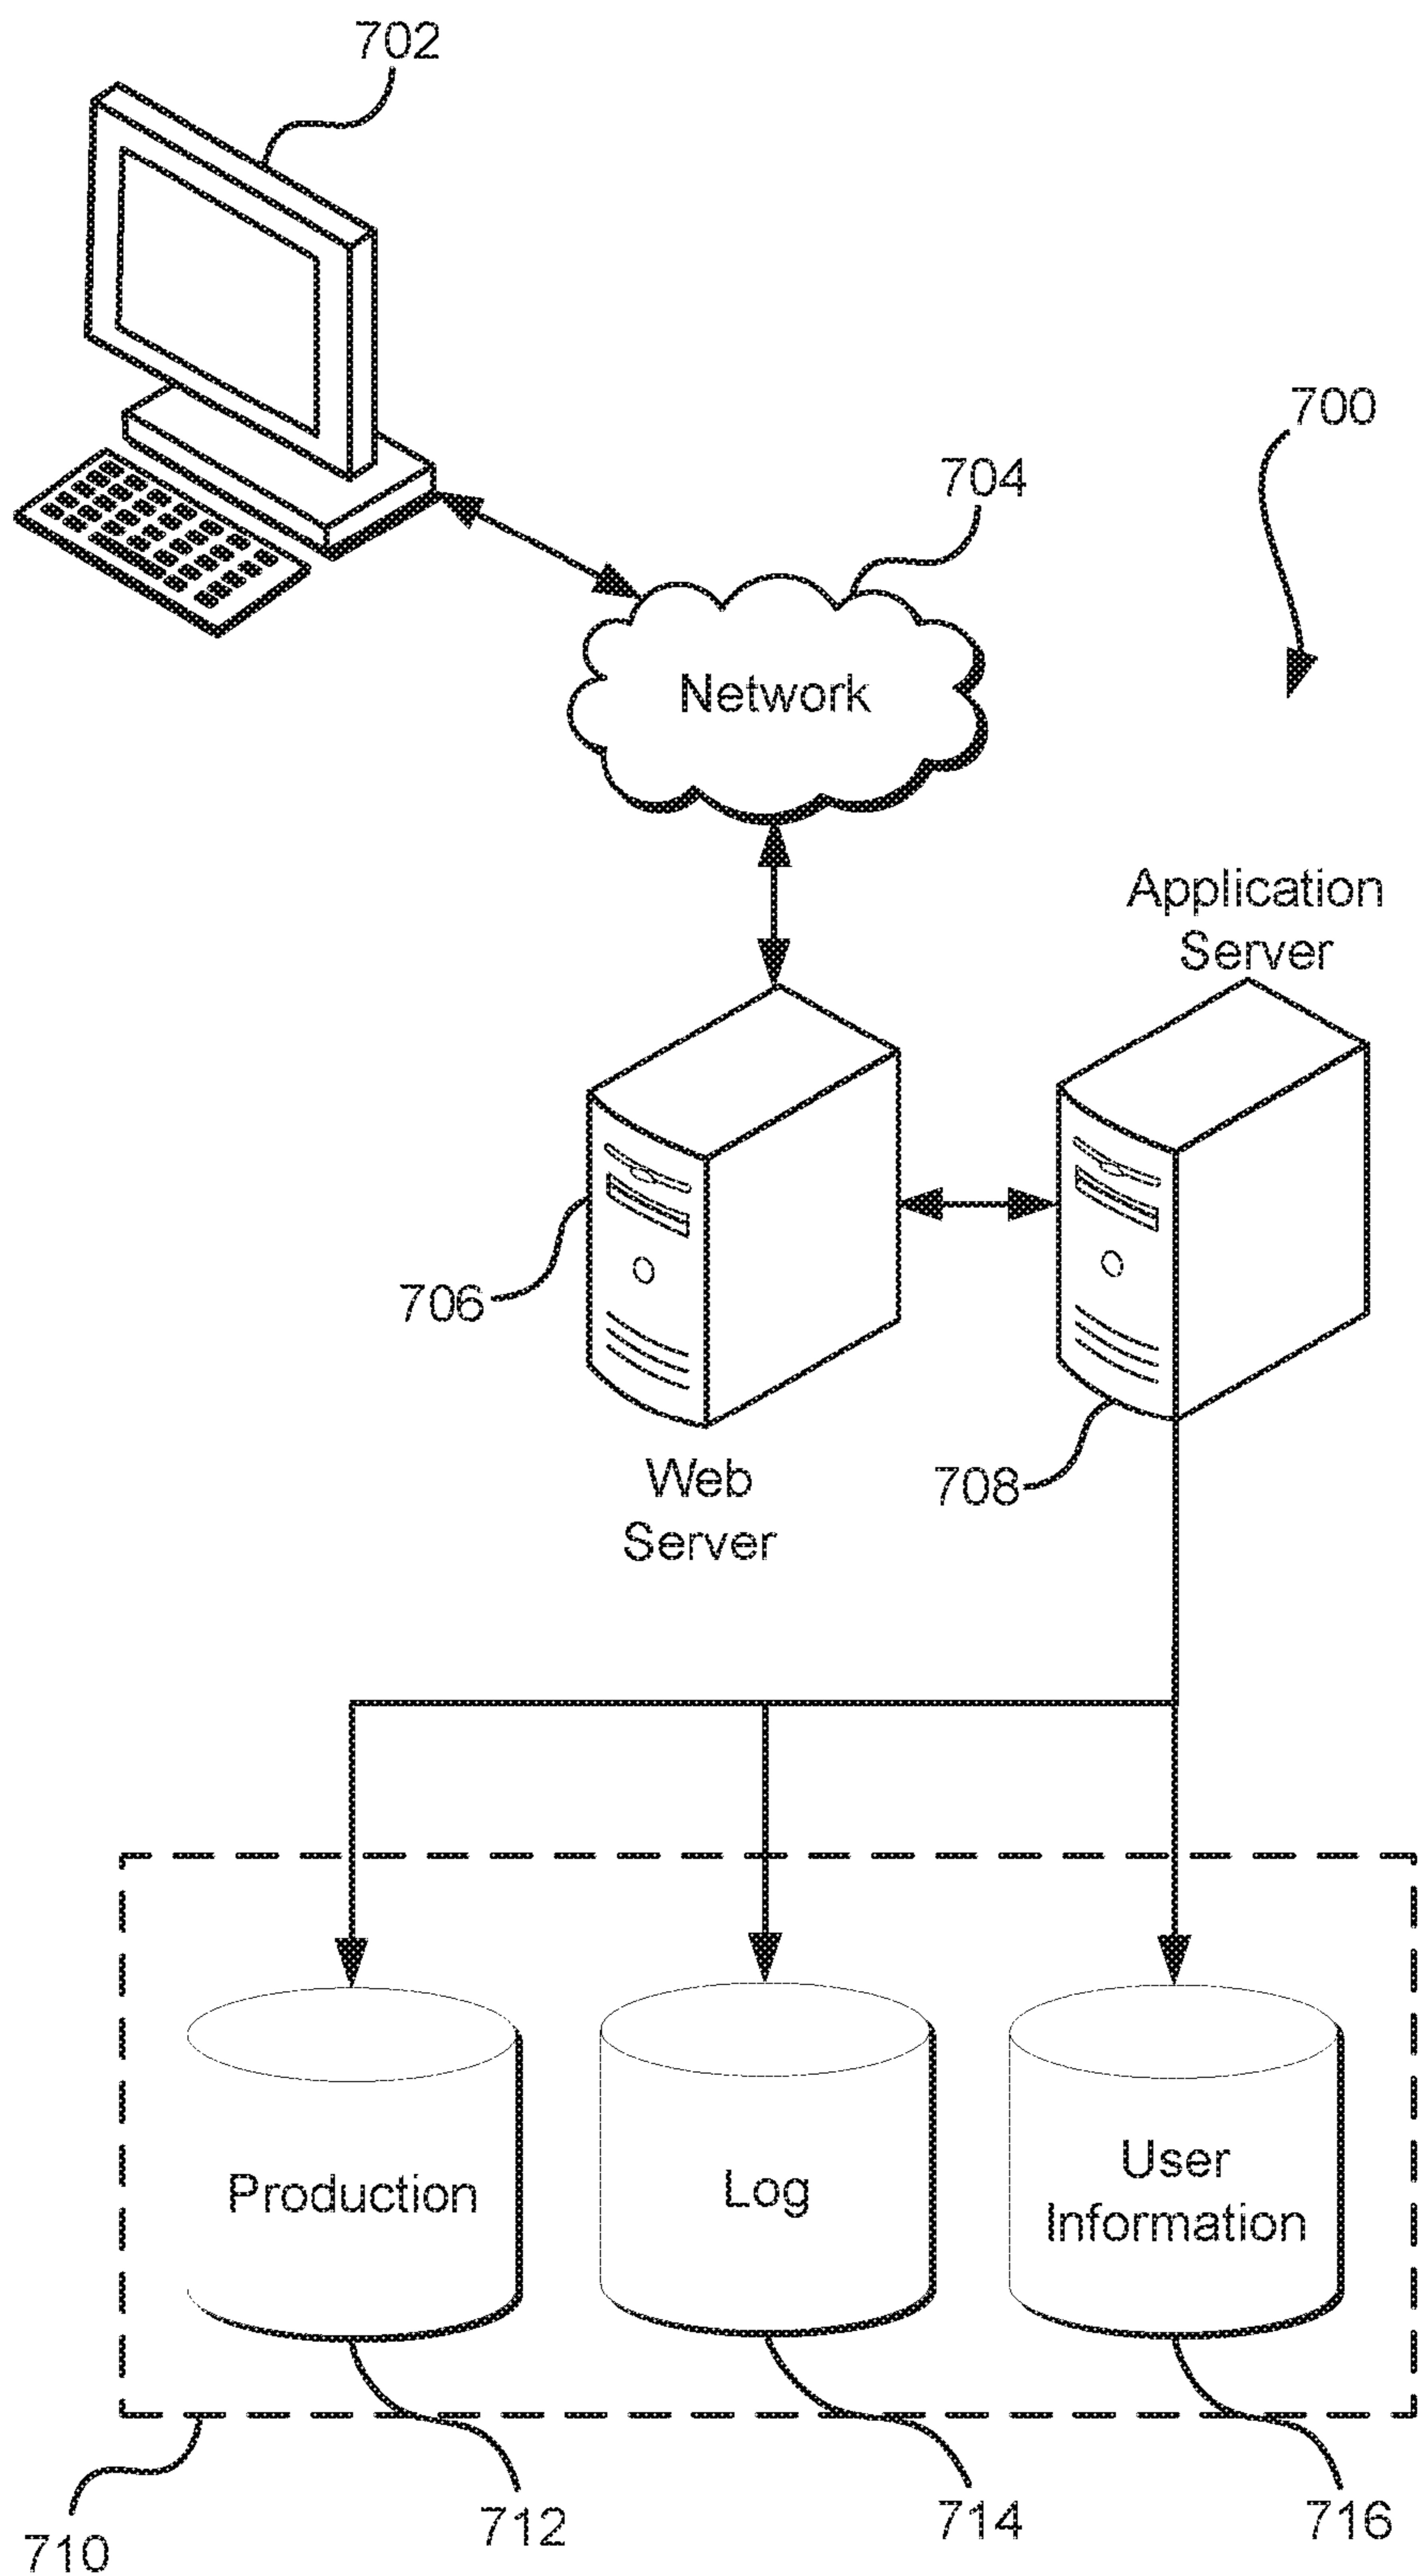 702
700
704
Network
Application
Server
706
708
Web
Server
Production
Log
User
Information
710
712
714
716